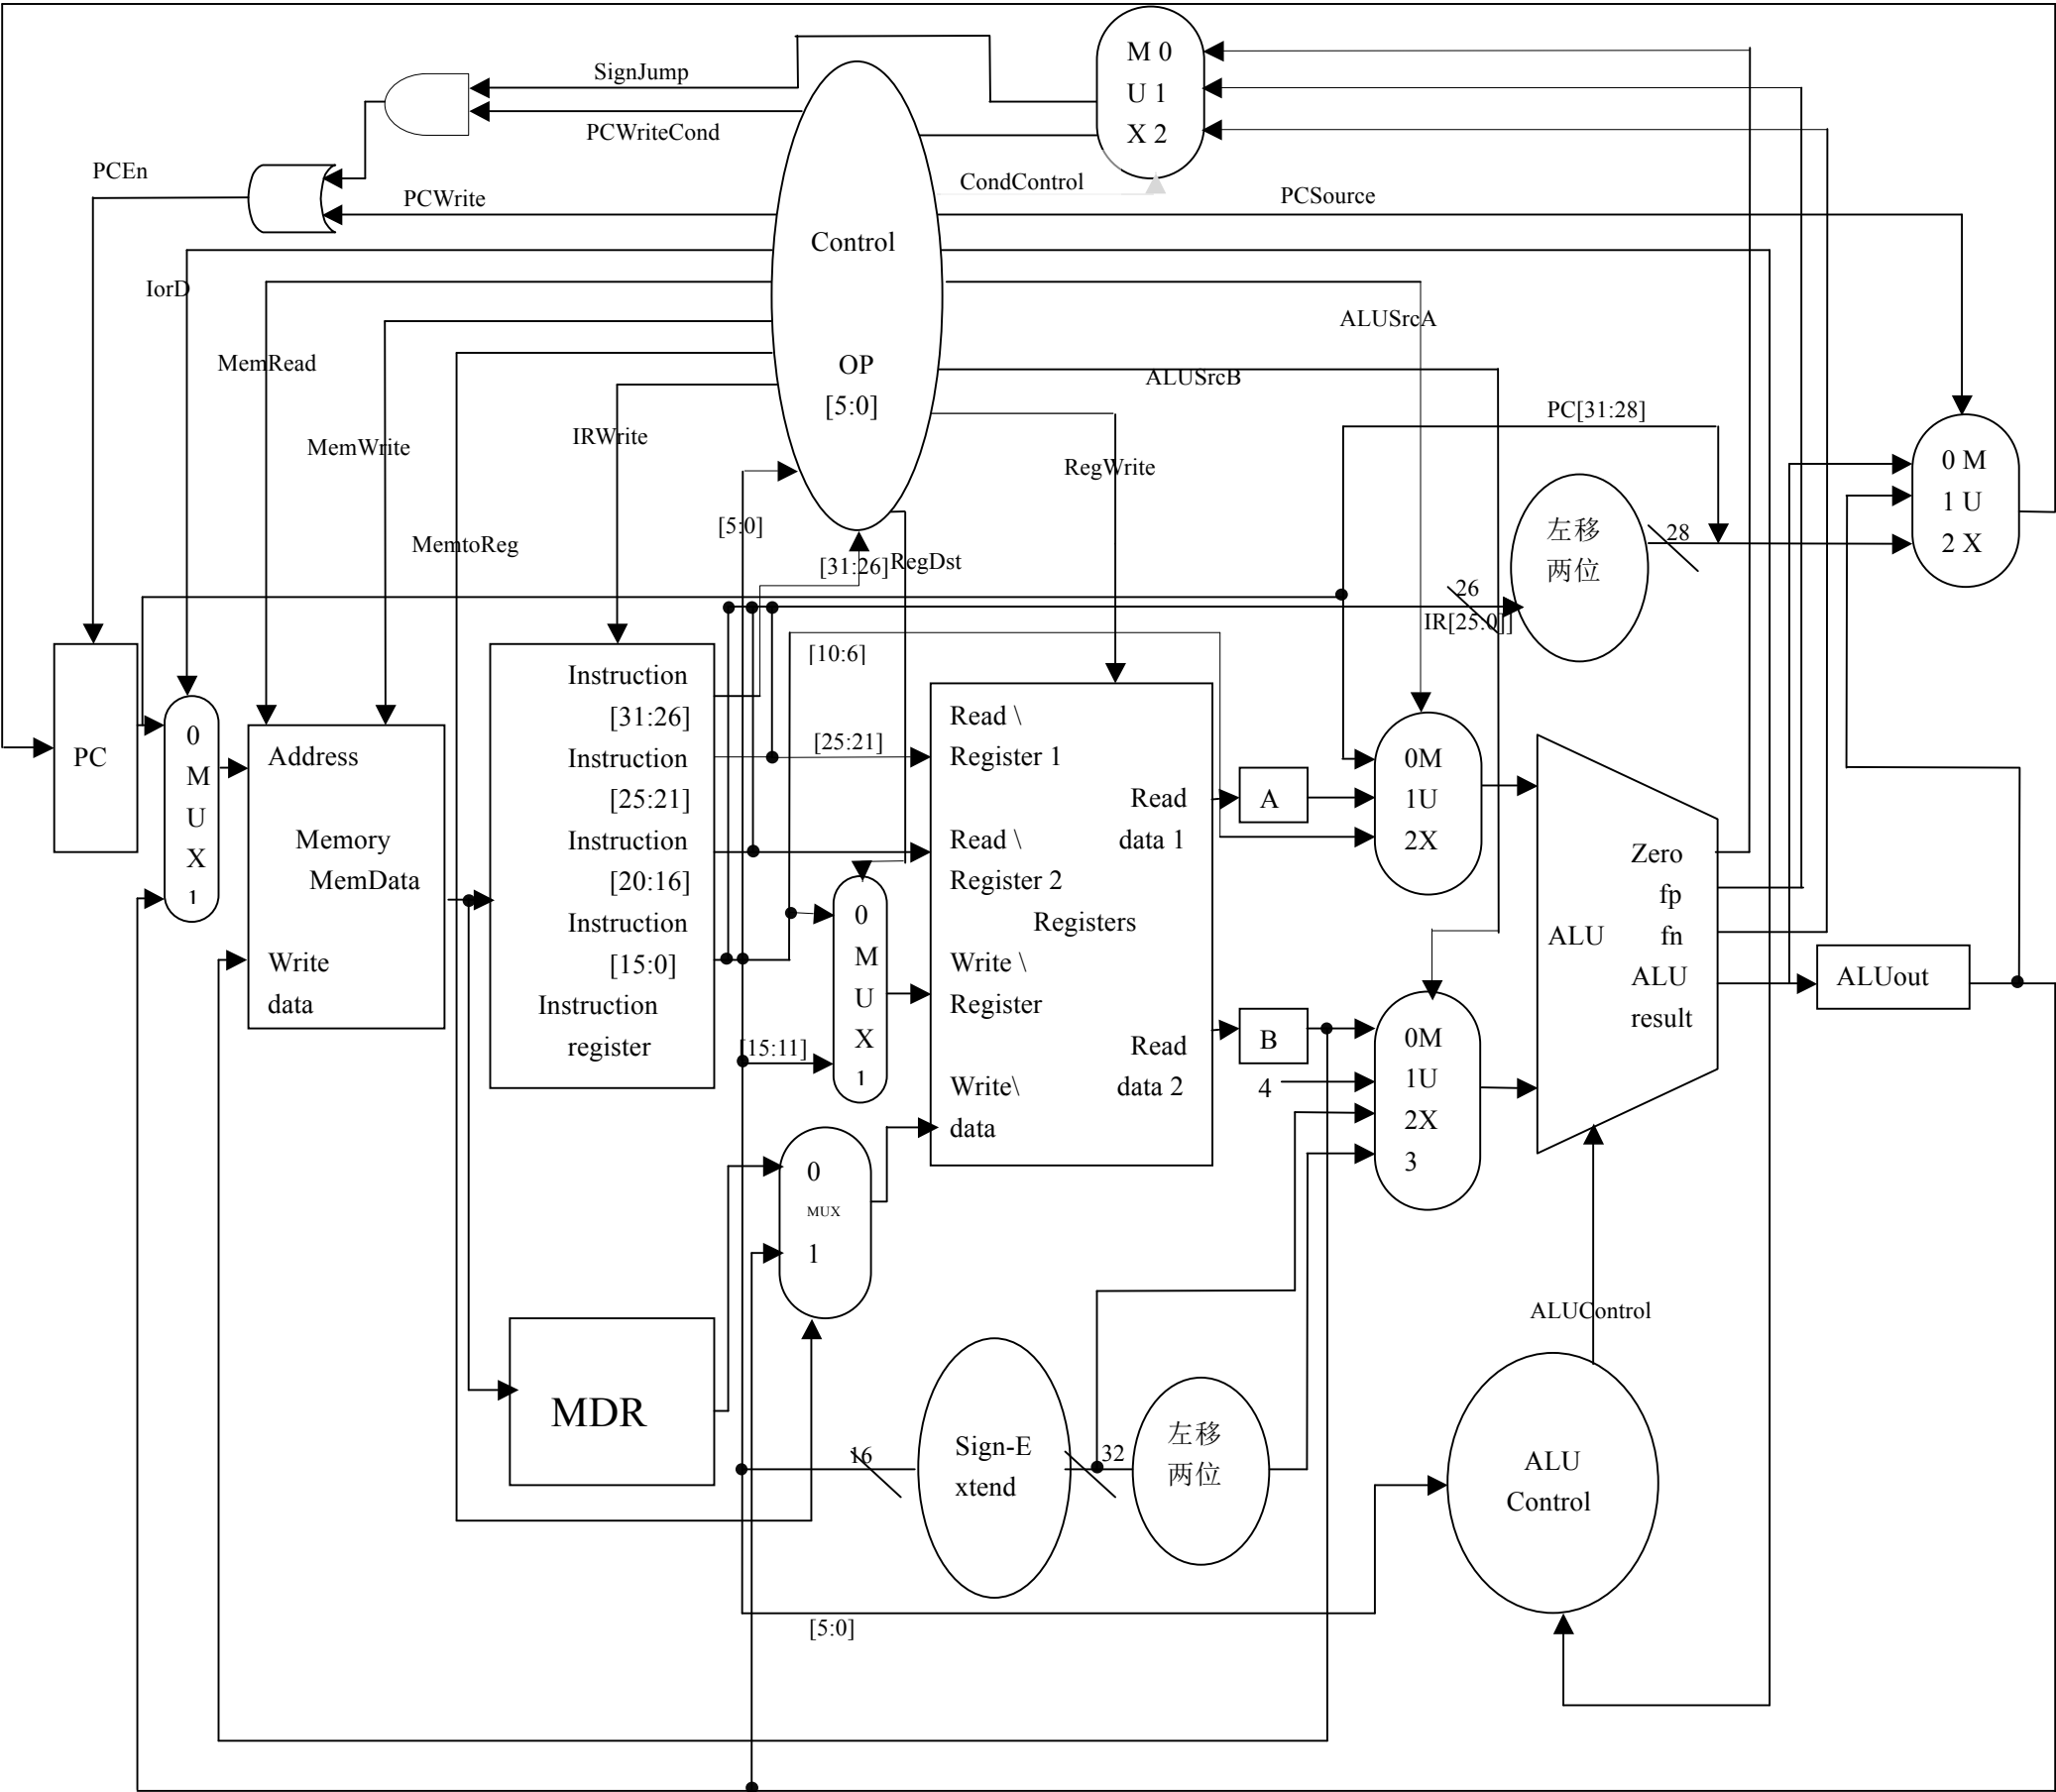 M 0
U 1
X 2
SignJump
PCWriteCond
PCEn
PCWrite
CondControl
PCSource
Control
IorD
ALUSrcA
MemRead
OP
[5:0]
ALUSrcB
PC[31:28]
MemWrite
IRWrite
RegWrite
0 M
1 U
2 X
[5:0]
MemtoReg
[31:26]
RegDst
左移
两位
28
26
IR[25:0]]
[10:6]
PC
0
M
U
X
1
Address
Memory
MemData
Write
data
Instruction
[31:26]
Instruction
[25:21]
Instruction
[20:16]
Instruction
[15:0]
Instruction
register
[25:21]
[15:11]
0
M
U
X
1
Read \
Register 1
Read
data 1
Read \
Register 2
Registers
Write \
Register
Read
data 2
Write\
data
A
B
4
0M
1U
2X
0M
1U
2X
3
Zero
fp
fn
ALU
ALU
result
ALUout
0
MUX
1
MDR
16
Sign-E
xtend
32
左移
两位
ALUControl
ALU
Control
[5:0]